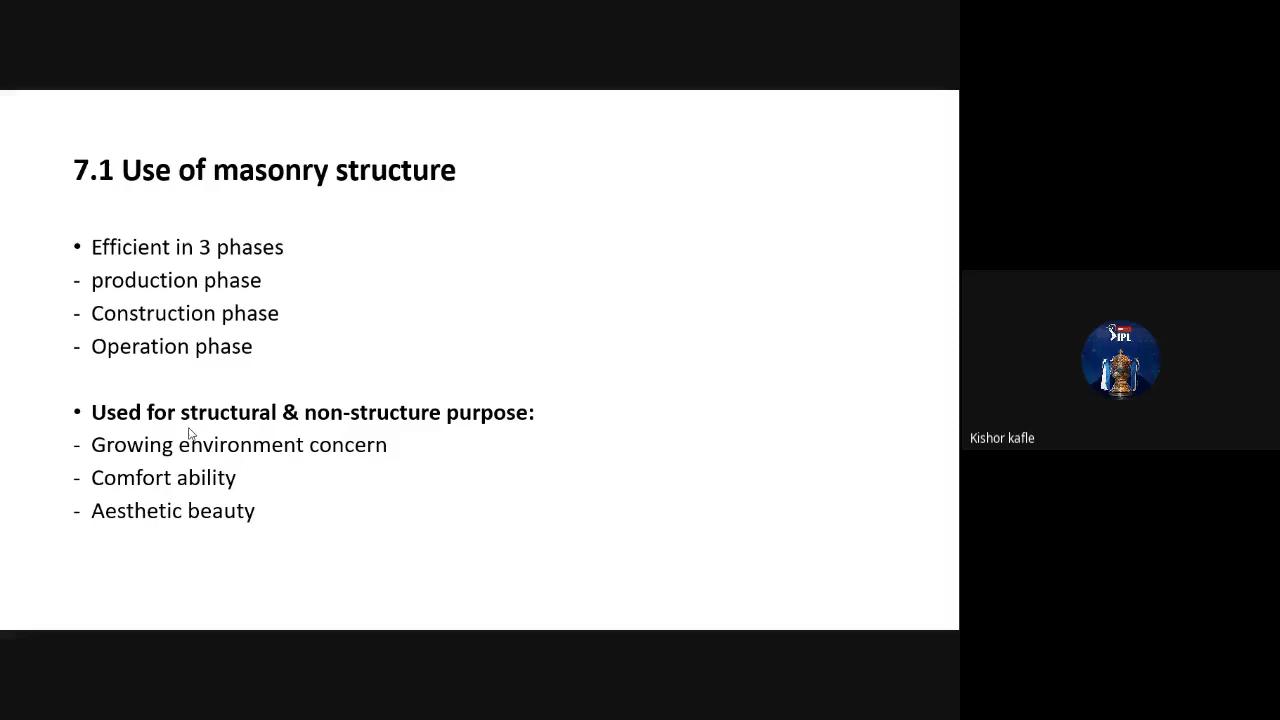 7.1 Use of masonry structure
• Efficient in 3 phases
- production phase
- Construction phase
- Operation phase
• Used for structural & non-structure purpose:
- Growing environment concern
- Comfort ability
- Aesthetic beauty
IPL
Kishor kafle